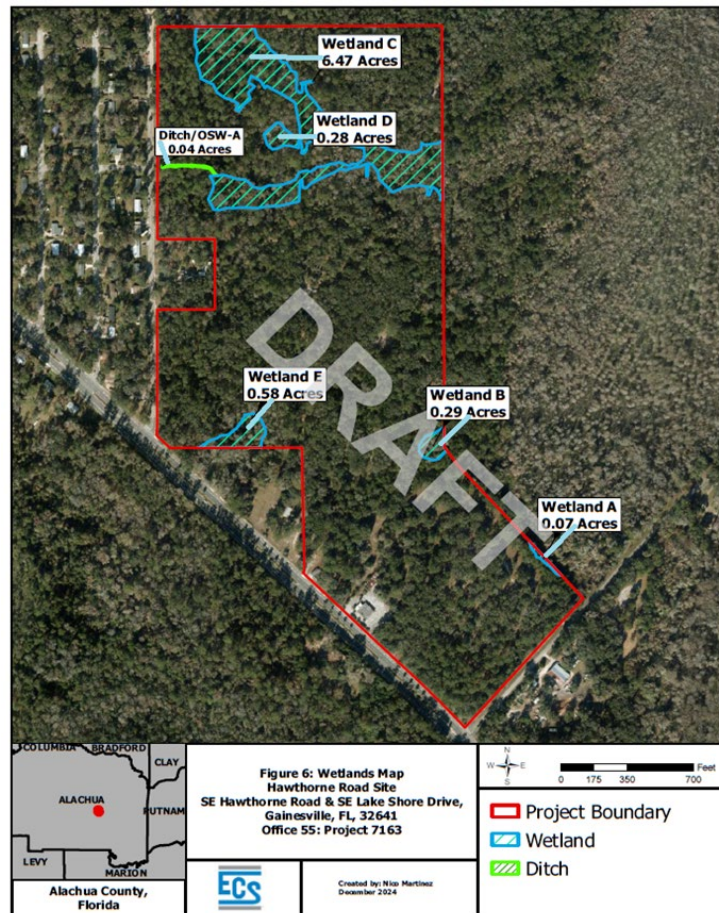 Wetland C
6.47 Acres
Wetland D
0.28 Acres
Ditch/OSW-A
0.04 Acres
DRAFT
Wetland E
0.58 Acres
Wetland B
0.29 Acres
Wetland A
0.07 Acres
COLUMBIA
BRADFORD
CLAY
ALACHUA
PUTNAM
LEVY
MARION
Alachua County,
Florida
Figure 6: Wetlands Map
Hawthorne Road Site
SE Hawthorne Road & SE Lake Shore Drive,
Gainesville, FL, 32641
Office 55: Project 7163
ECS
Created by: Nico Martinez
December 2024
N
W
E
S
Feet
0 175 350 700
Project Boundary
Wetland
Ditch